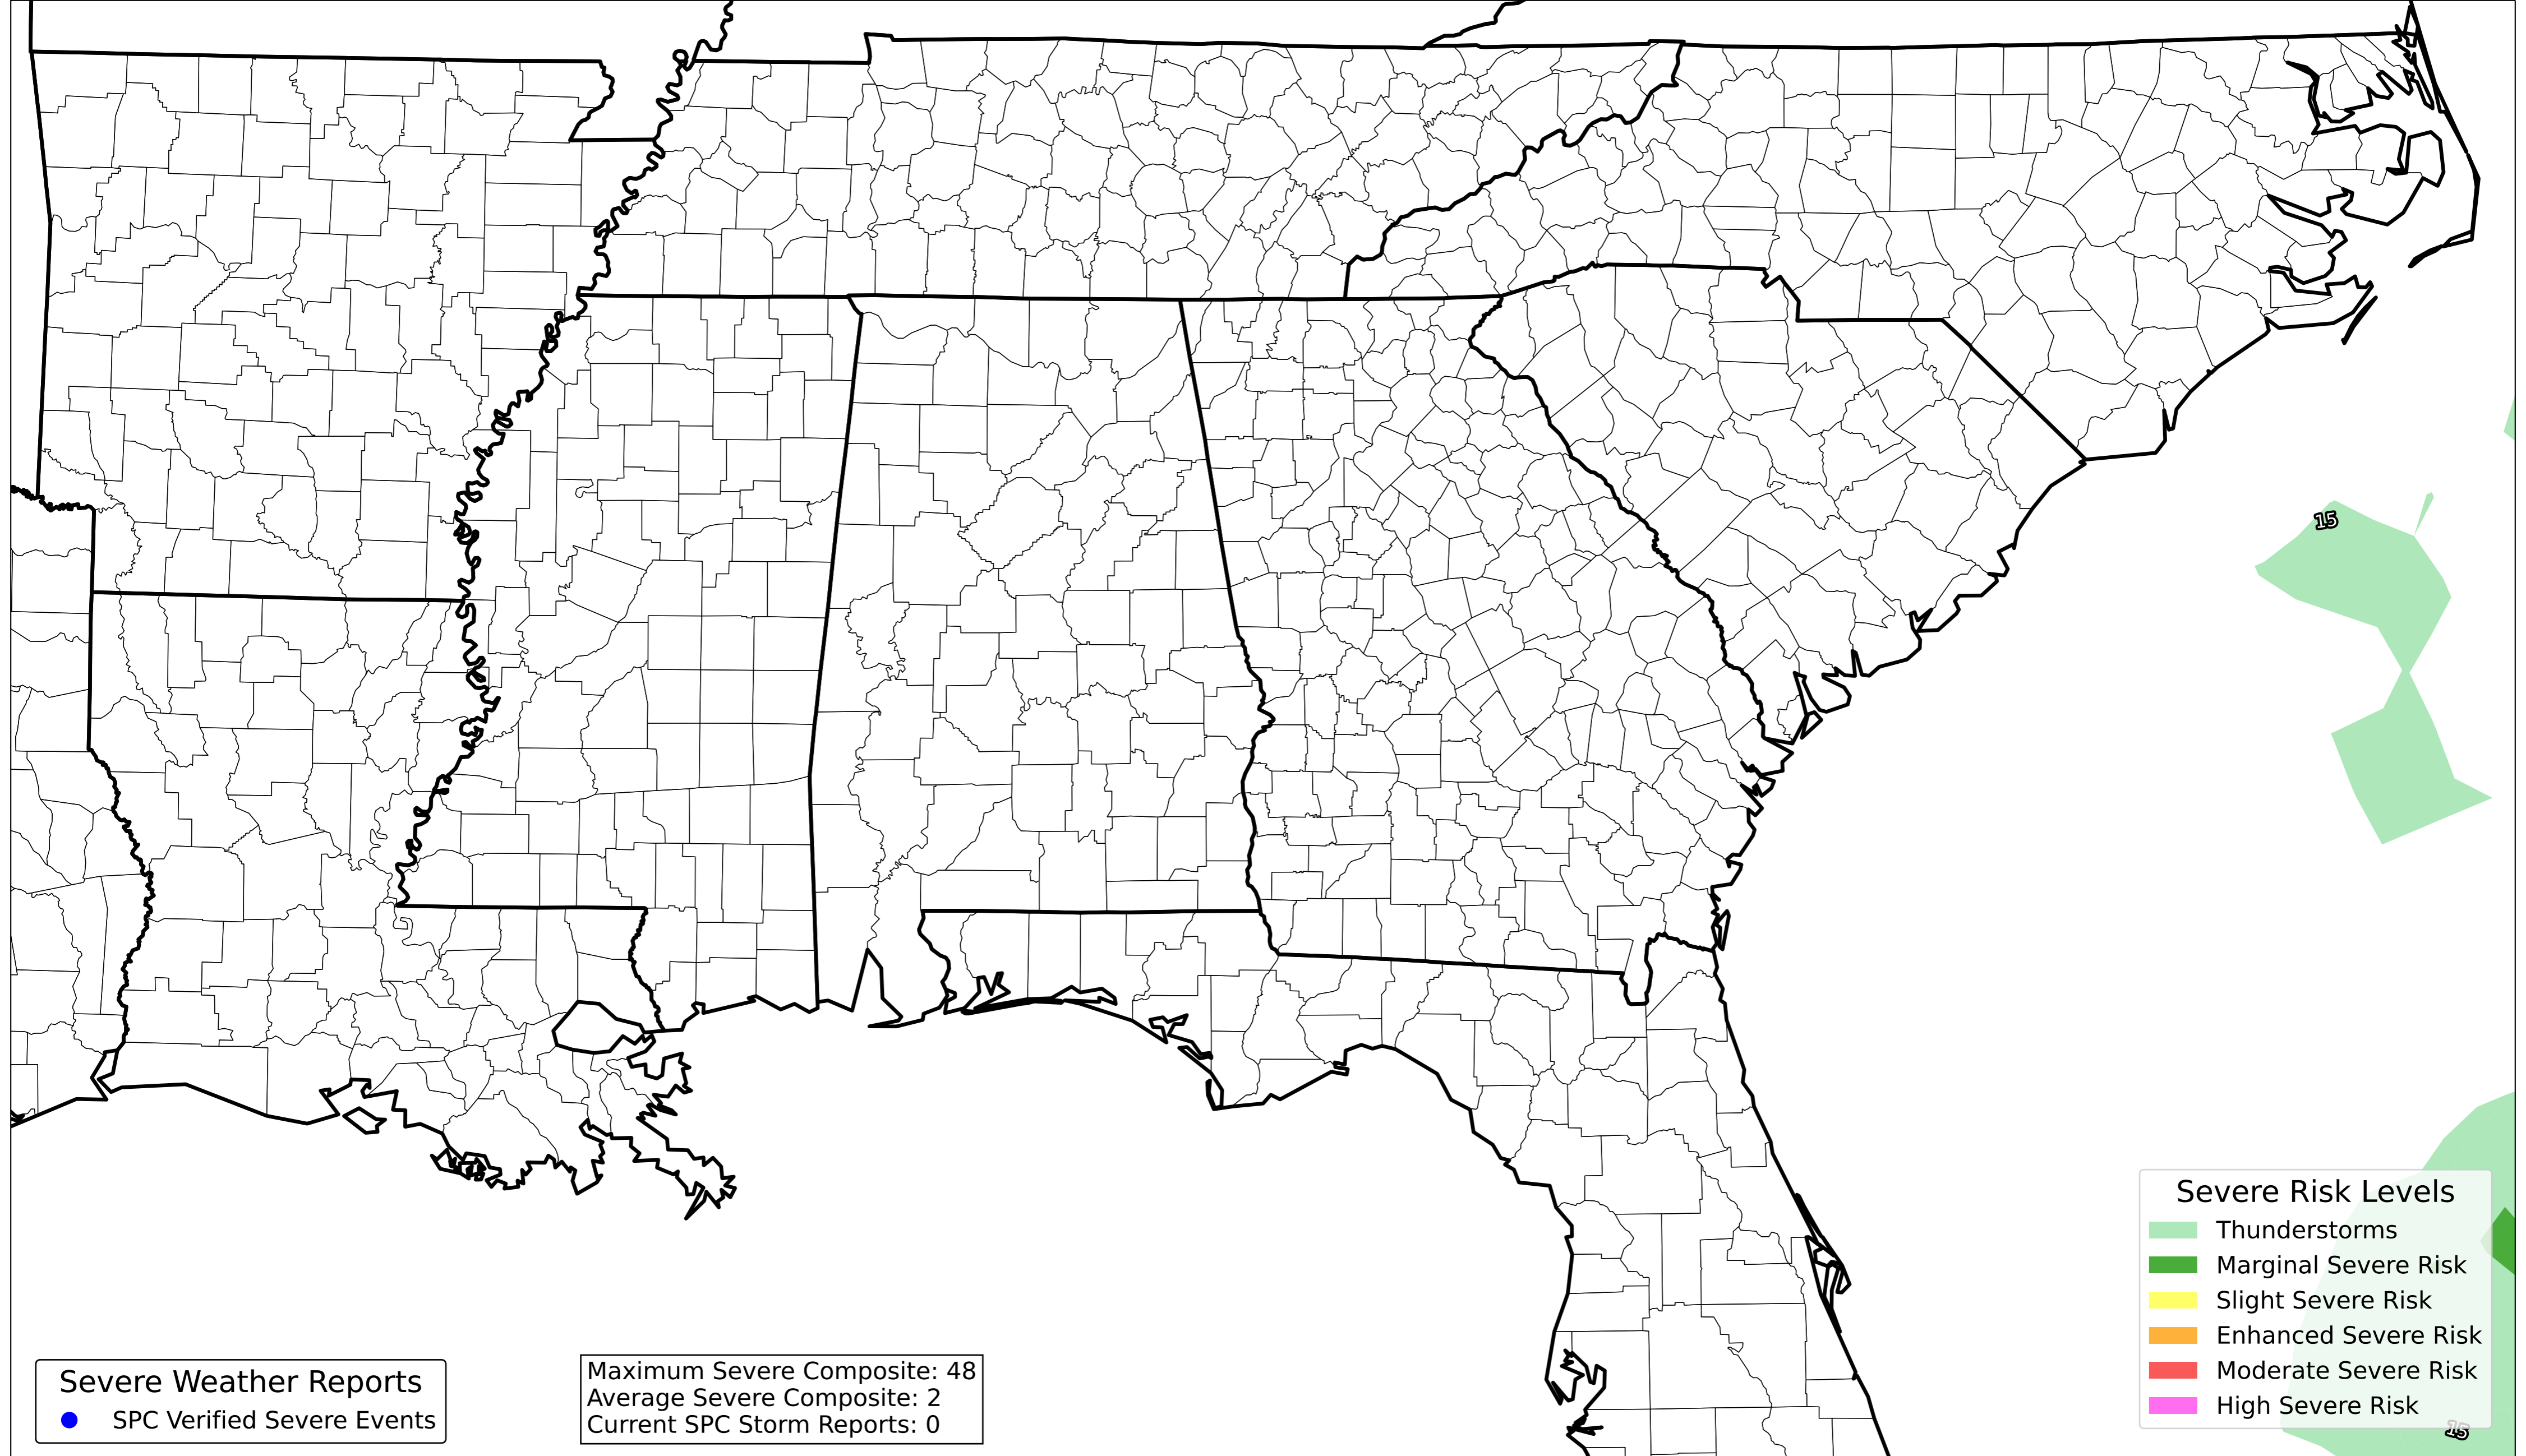 15
Severe Risk Levels
Thunderstorms
Marginal Severe Risk
Slight Severe Risk
Enhanced Severe Risk
Moderate Severe Risk
High Severe Risk
15
Severe Weather Reports
SPC Verified Severe Events
Maximum Severe Composite: 48
Average Severe Composite: 2
Current SPC Storm Reports: 0